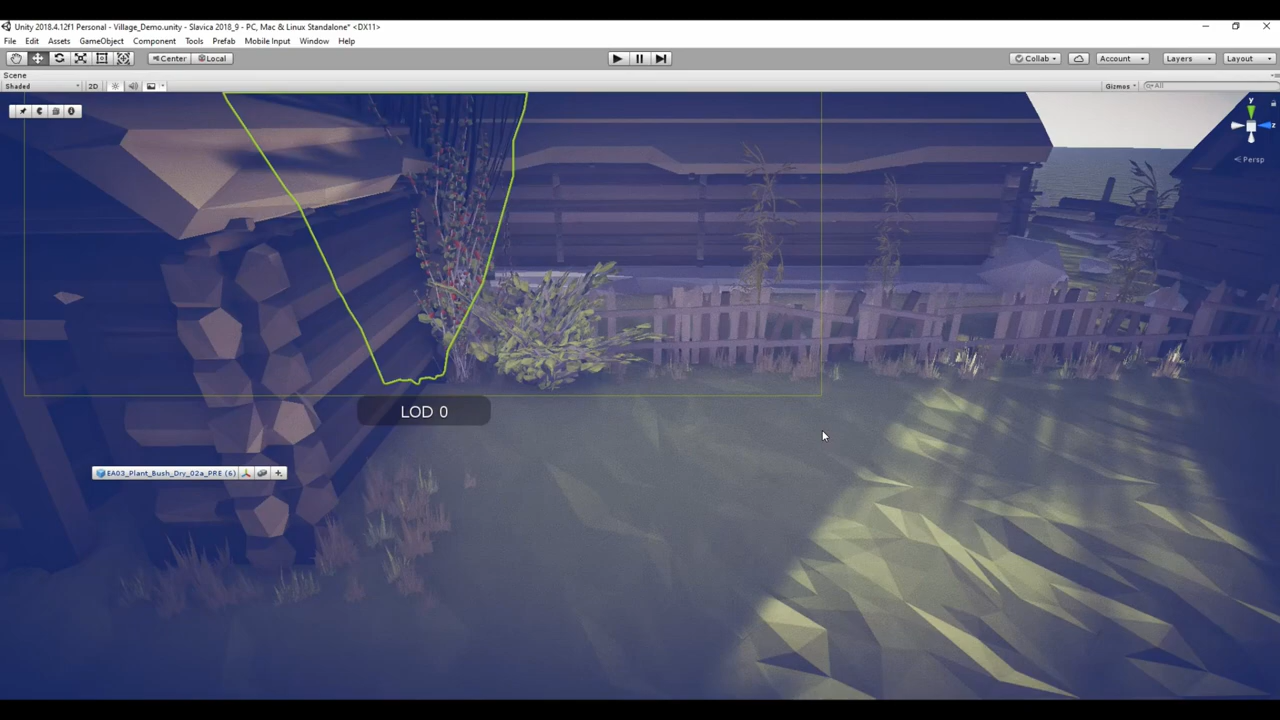 Unity 2018.4.12f1 Personal - Village_Demo.unity - Slavica 2018_9 - PC, Mac & Linux Standalone* <DX11>
File Edit Assets GameObject Component Tools Prefab Mobile Input Window Help
Center Local Collab Account Layers Layout
Scene
Shaded 2D Gizmos All
y
z
Persp
LOD 0
EA03_Plant_Bush_Dry_02a_PRE (6)